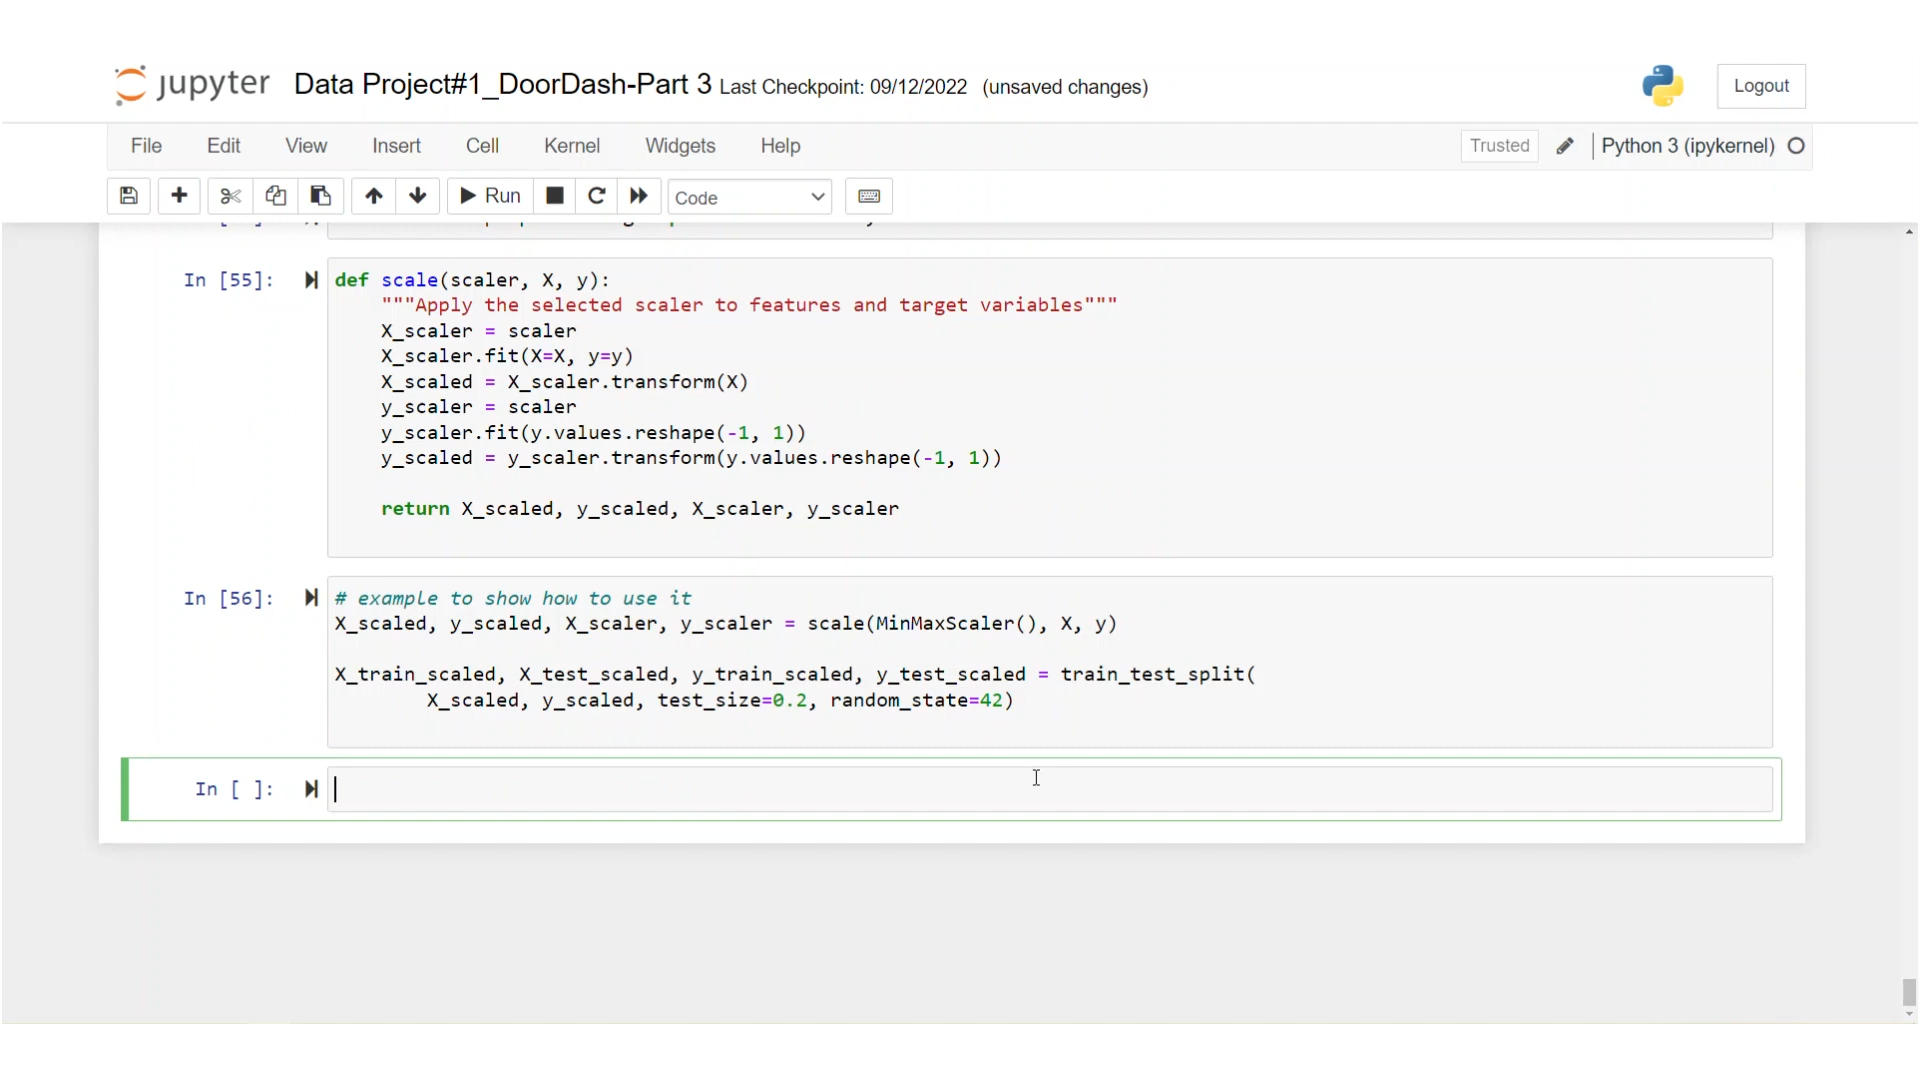 jupyter Data Project#1_DoorDash-Part 3 Last Checkpoint: 09/12/2022 (unsaved changes) Logout
File Edit View Insert Cell Kernel Widgets Help Trusted Python 3 (ipykernel)
Run Code
In [55]: def scale(scaler, X, y):
"""Apply the selected scaler to features and target variables"""
X_scaler = scaler
X_scaler.fit(X=X, y=y)
X_scaled = X_scaler.transform(X)
y_scaler = scaler
y_scaler.fit(y.values.reshape(-1, 1))
y_scaled = y_scaler.transform(y.values.reshape(-1, 1))
return X_scaled, y_scaled, X_scaler, y_scaler
In [56]: # example to show how to use it
X_scaled, y_scaled, X_scaler, y_scaler = scale(MinMaxScaler(), X, y)
X_train_scaled, X_test_scaled, y_train_scaled, y_test_scaled = train_test_split(
X_scaled, y_scaled, test_size=0.2, random_state=42)
In [ ]: